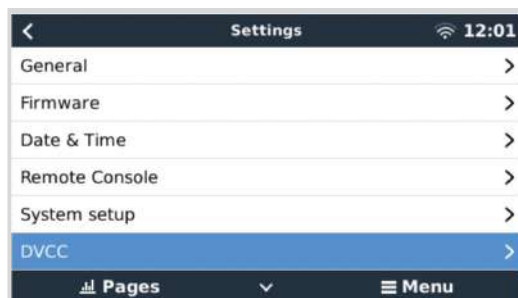 Settings 12:01
General
Firmware
Date & Time
Remote Console
System setup
DVCC
Pages Menu